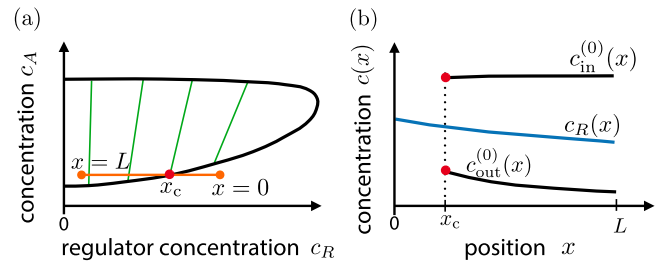 (a)
concentration c_A
x = L
x_c
x = 0
0
regulator concentration c_R
(b)
concentration c(x)
c_in^(0)(x)
c_R(x)
c_out^(0)(x)
0
x_c
L
position x